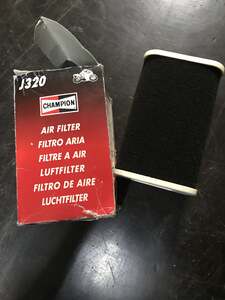 J320
CHAMPION
AIR FILTER
FILTRO ARIA
FILTRE A AIR
LUFTFILTER
FILTRO DE AIRE
LUCHTFILTER